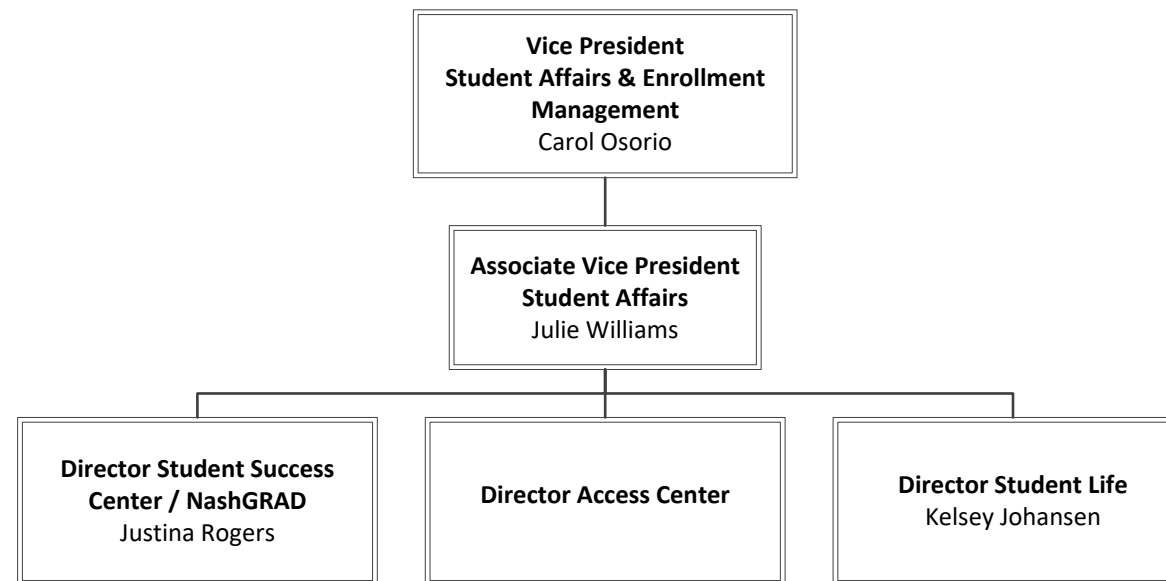 Vice President
Student Affairs & Enrollment
Management
Carol Osorio
Associate Vice President
Student Affairs
Julie Williams
Director Student Success
Center / NashGRAD
Justina Rogers
Director Access Center
Director Student Life
Kelsey Johansen